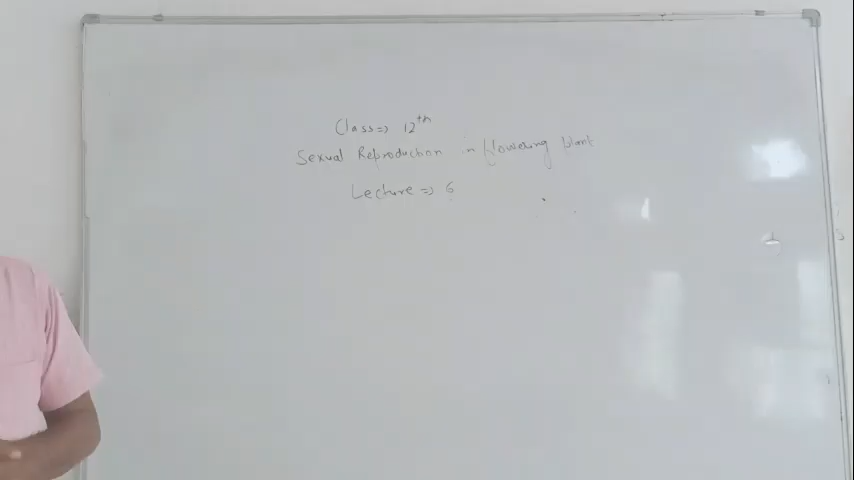 Class => 12th
Sexual Reproduction in flowering plant
Lecture => 6